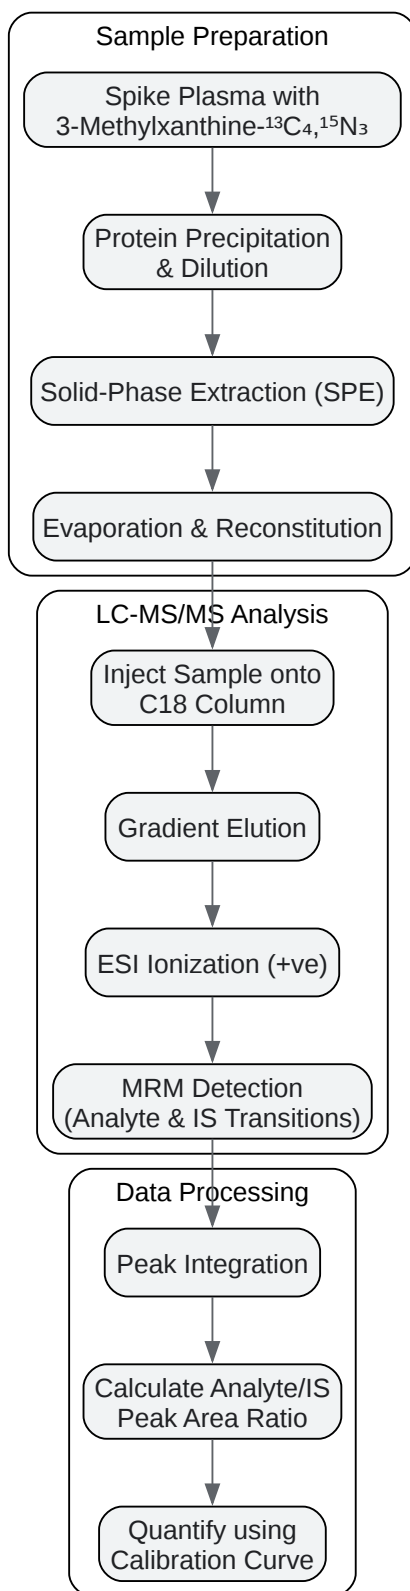 Sample Preparation
Spike Plasma with
3-Methylxanthine-¹³C₄,¹⁵N₃
Protein Precipitation
& Dilution
Solid-Phase Extraction (SPE)
Evaporation & Reconstitution
LC-MS/MS Analysis
Inject Sample onto
C18 Column
Gradient Elution
ESI Ionization (+ve)
MRM Detection
(Analyte & IS Transitions)
Data Processing
Peak Integration
Calculate Analyte/IS
Peak Area Ratio
Quantify using
Calibration Curve